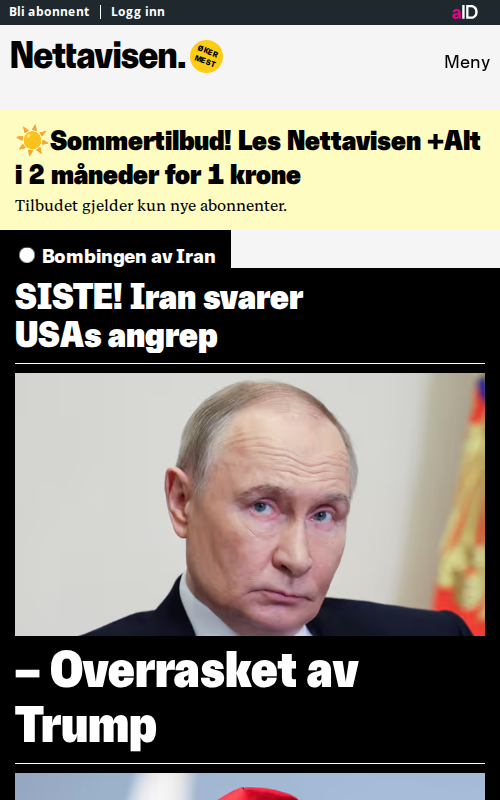 Bli abonnent | Logg inn
aID
Nettavisen.
ØKER
MEST
Meny
☀️Sommertilbud! Les Nettavisen +Alt
i 2 måneder for 1 krone
Tilbudet gjelder kun nye abonnenter.
Bombingen av Iran
SISTE! Iran svarer
USAs angrep
– Overrasket av
Trump